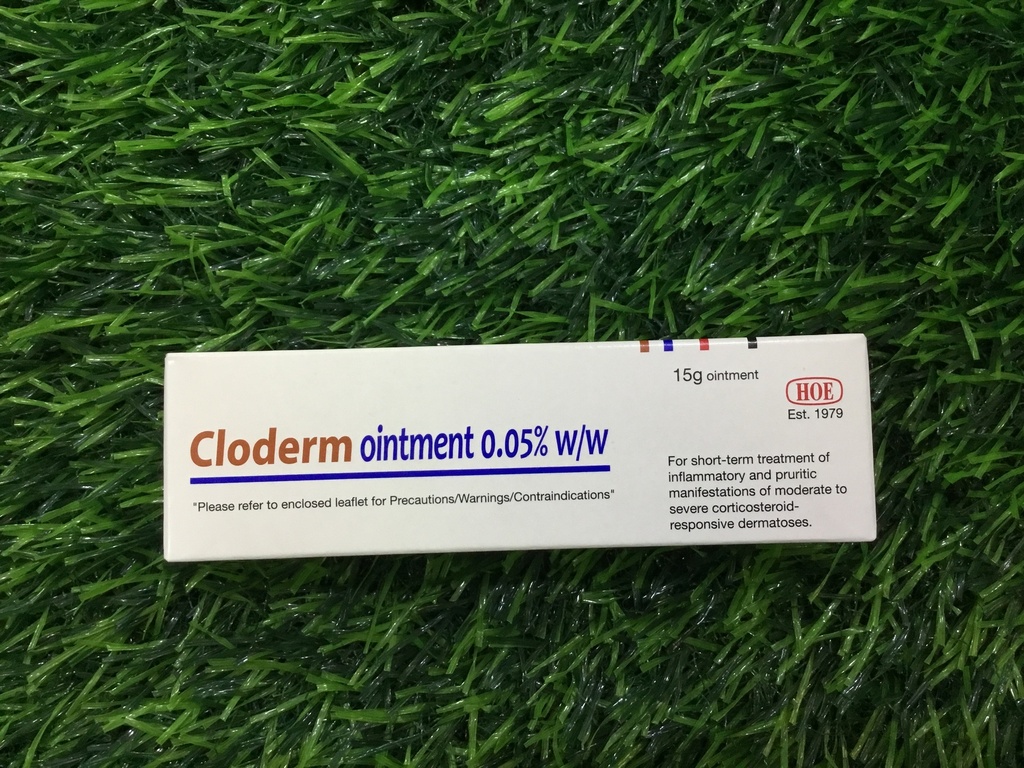 15g ointment
HOE
Est. 1979
Cloderm ointment 0.05% w/w
"Please refer to enclosed leaflet for Precautions/Warnings/Contraindications"
For short-term treatment of
inflammatory and pruritic
manifestations of moderate to
severe corticosteroid-
responsive dermatoses.